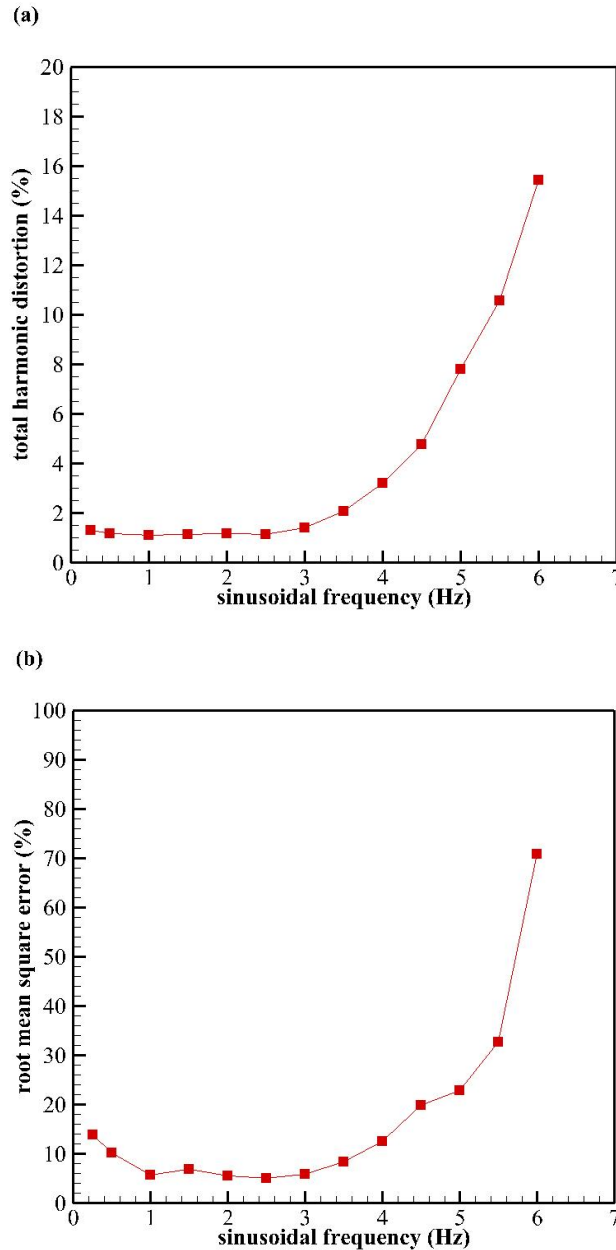 (a)
20
18
16
14
12
10
8
6
4
2
0
total harmonic distortion (%)
0 1 2 3 4 5 6 7
sinusoidal frequency (Hz)
(b)
100
90
80
70
60
50
40
30
20
10
0
root mean square error (%)
0 1 2 3 4 5 6 7
sinusoidal frequency (Hz)